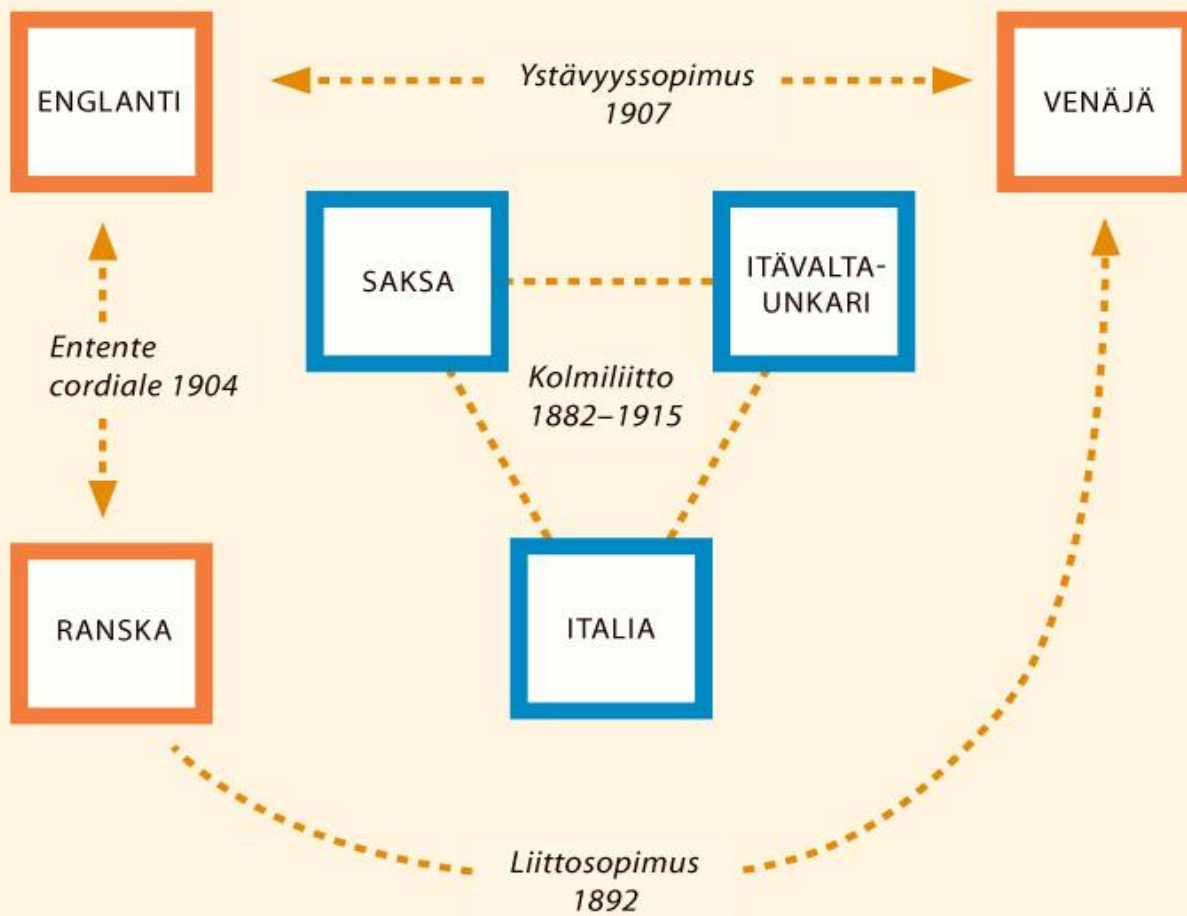 ENGLANTI
Ystävyyssopimus
1907
VENÄJÄ
SAKSA
ITÄVALTA-
UNKARI
Entente
cordiale 1904
Kolmiliitto
1882–1915
RANSKA
ITALIA
Liittosopimus
1892